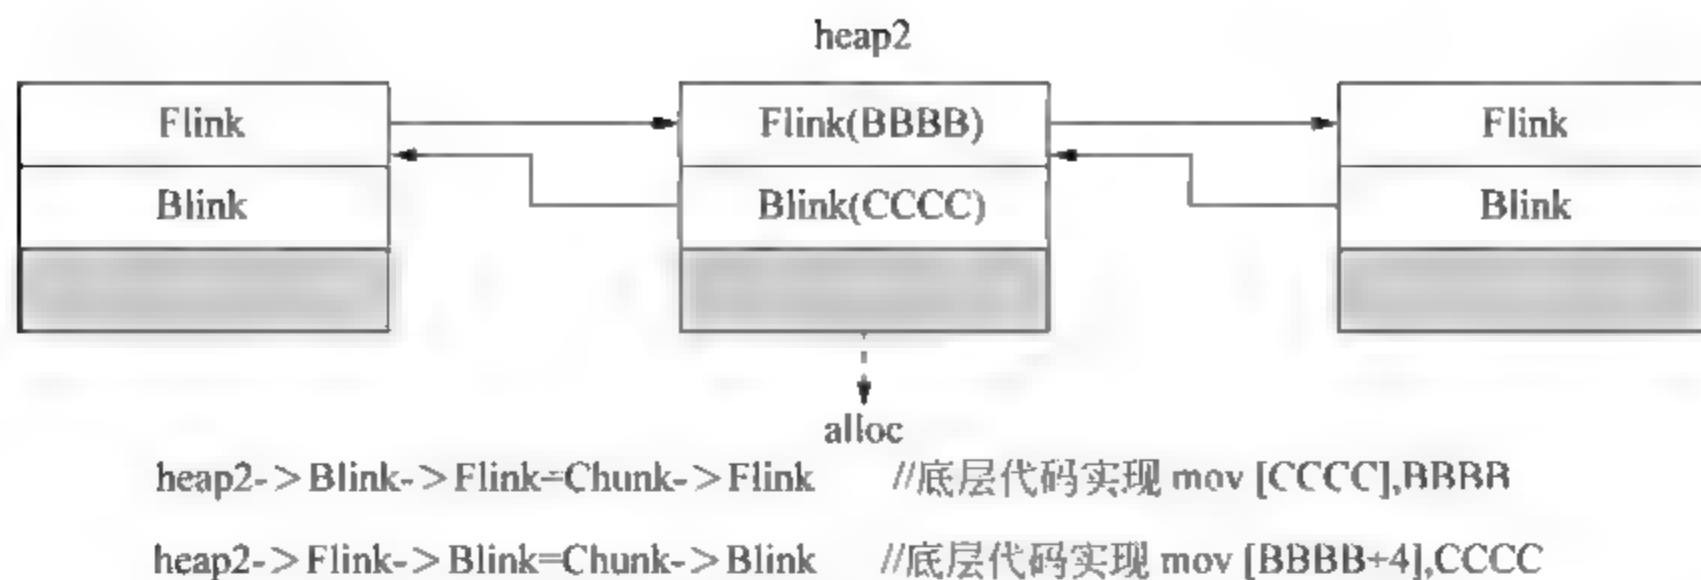 heap2
Flink Flink(BBBB) Flink
Blink Blink(CCCC) Blink
alloc
heap2->Blink->Flink=Chunk->Flink //底层代码实现 mov [CCCC],BBBB
heap2->Flink->Blink=Chunk->Blink //底层代码实现 mov [BBBB+4],CCCC